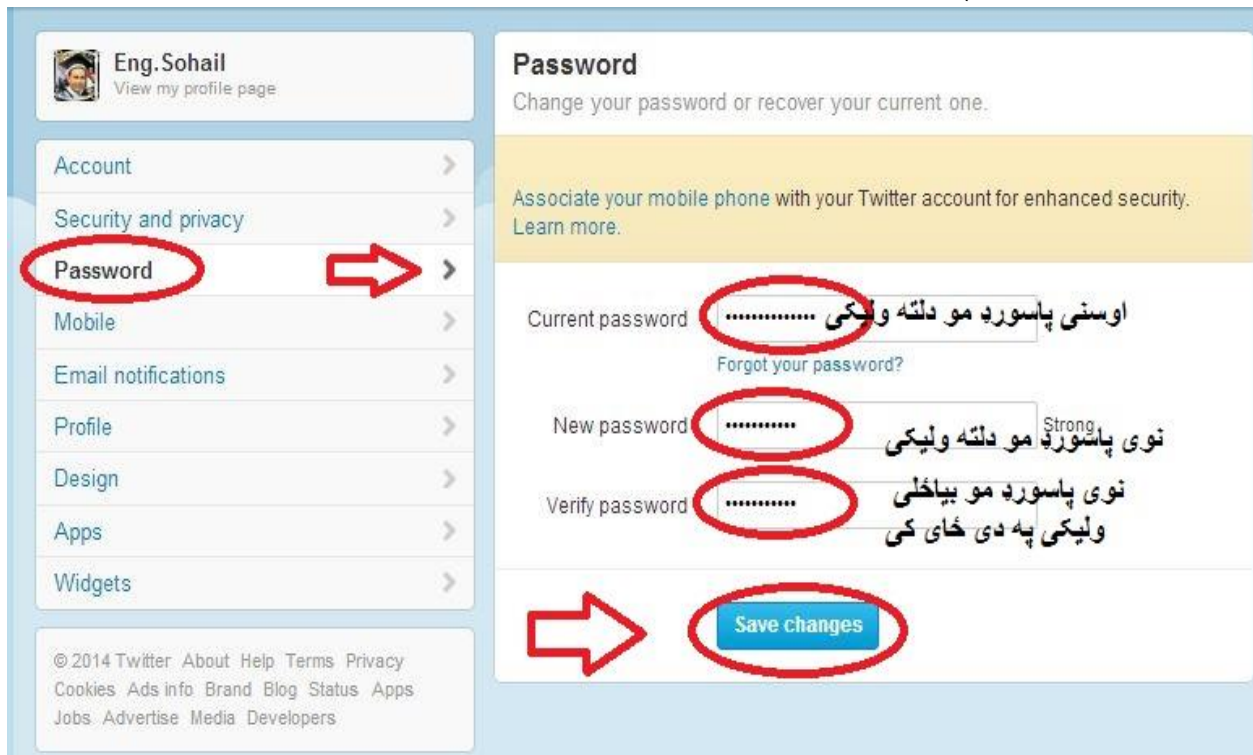 Eng.Sohail
View my profile page
Account
Security and privacy
Password
Mobile
Email notifications
Profile
Design
Apps
Widgets
© 2014 Twitter About Help Terms Privacy
Cookies Ads info Brand Blog Status Apps
Jobs Advertise Media Developers
Password
Change your password or recover your current one.
Associate your mobile phone with your Twitter account for enhanced security.
Learn more.
Current password
اوسنی پاسورډ مو دلته ولیکی
Forgot your password?
New password
Strong
نوی پاسورډ مو دلته ولیکی
Verify password
نوی پاسورډ مو بیاځلی
ولیکی په دی ځای کی
Save changes